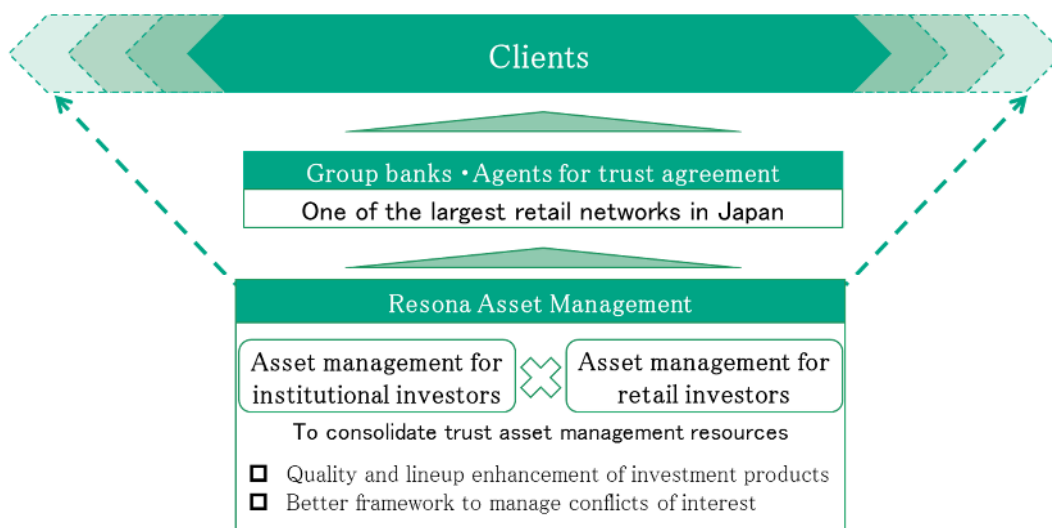 Clients
Group banks・Agents for trust agreement
One of the largest retail networks in Japan
Resona Asset Management
Asset management for
institutional investors
Asset management for
retail investors
To consolidate trust asset management resources
Quality and lineup enhancement of investment products
Better framework to manage conflicts of interest